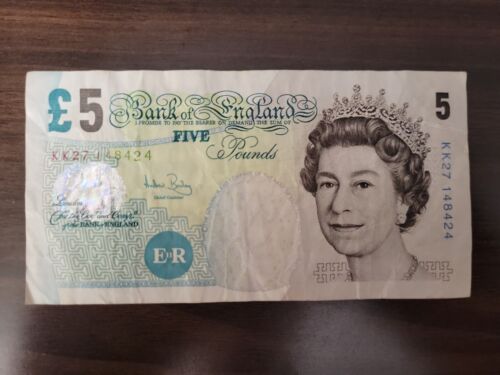 £5
Bank of England
5
I PROMISE TO PAY THE BEARER ON DEMAND THE SUM OF
FIVE
Pounds
KK27 148424
KK27 148424
Andrew Bailey
Chief Cashier
London
For the Gov.r and Comp.a
of the BANK of ENGLAND
E II R